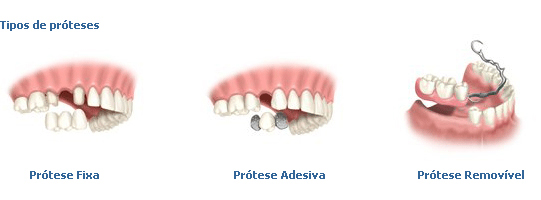 Tipos de próteses
Prótese Fixa
Prótese Adesiva
Prótese Removível